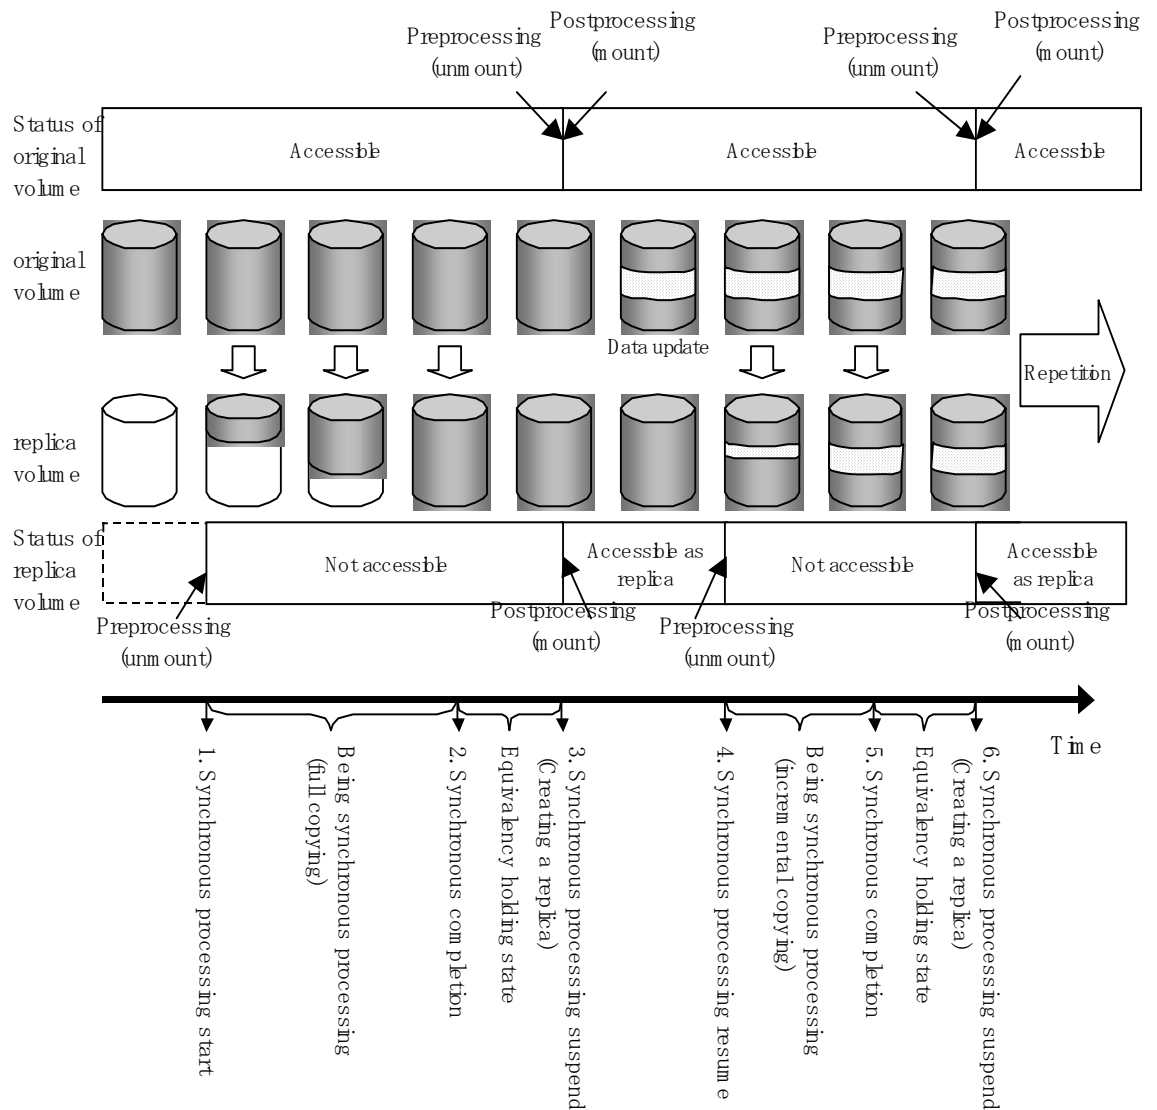 Preprocessing
(unmount)
Postprocessing
(mount)
Preprocessing
(unmount)
Postprocessing
(mount)
Status of
original
volume
Accessible
Accessible
Accessible
original
volume
Data update
Repetition
replica
volume
Status of
replica
volume
Not accessible
Accessible as
replica
Not accessible
Accessible
as replica
Preprocessing
(unmount)
Postprocessing
(mount)
Preprocessing
(unmount)
Postprocessing
(mount)
Time
1. Synchronous processing start
Being synchronous processing
(full copying)
2. Synchronous completion
Equivalency holding state
3. Synchronous processing suspend
(Creating a replica)
4. Synchronous processing resume
Being synchronous processing
(incremental copying)
5. Synchronous completion
Equivalency holding state
6. Synchronous processing suspend
(Creating a replica)